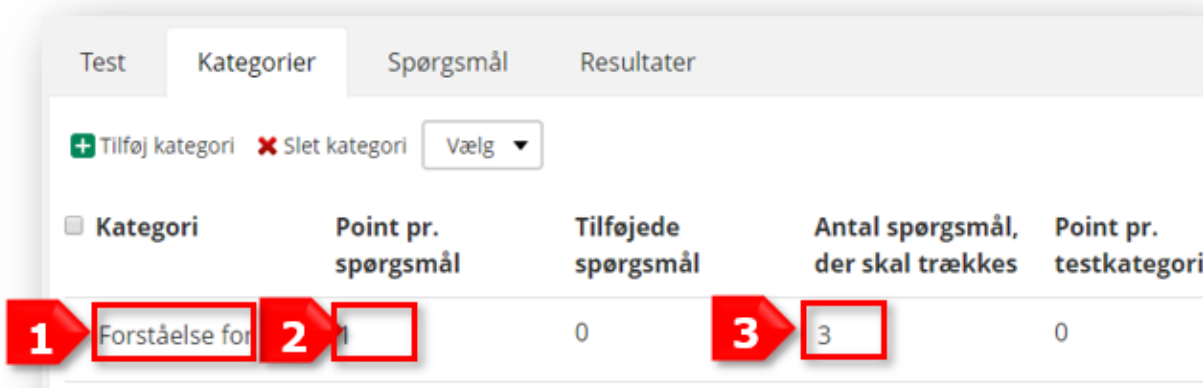 Test Kategorier Spørgsmål Resultater
Tilføj kategori Slet kategori Vælg
Kategori Point pr. spørgsmål Tilføjede spørgsmål Antal spørgsmål, der skal trækkes Point pr. testkategori
1 Forståelse for 2 1 0 3 3 0